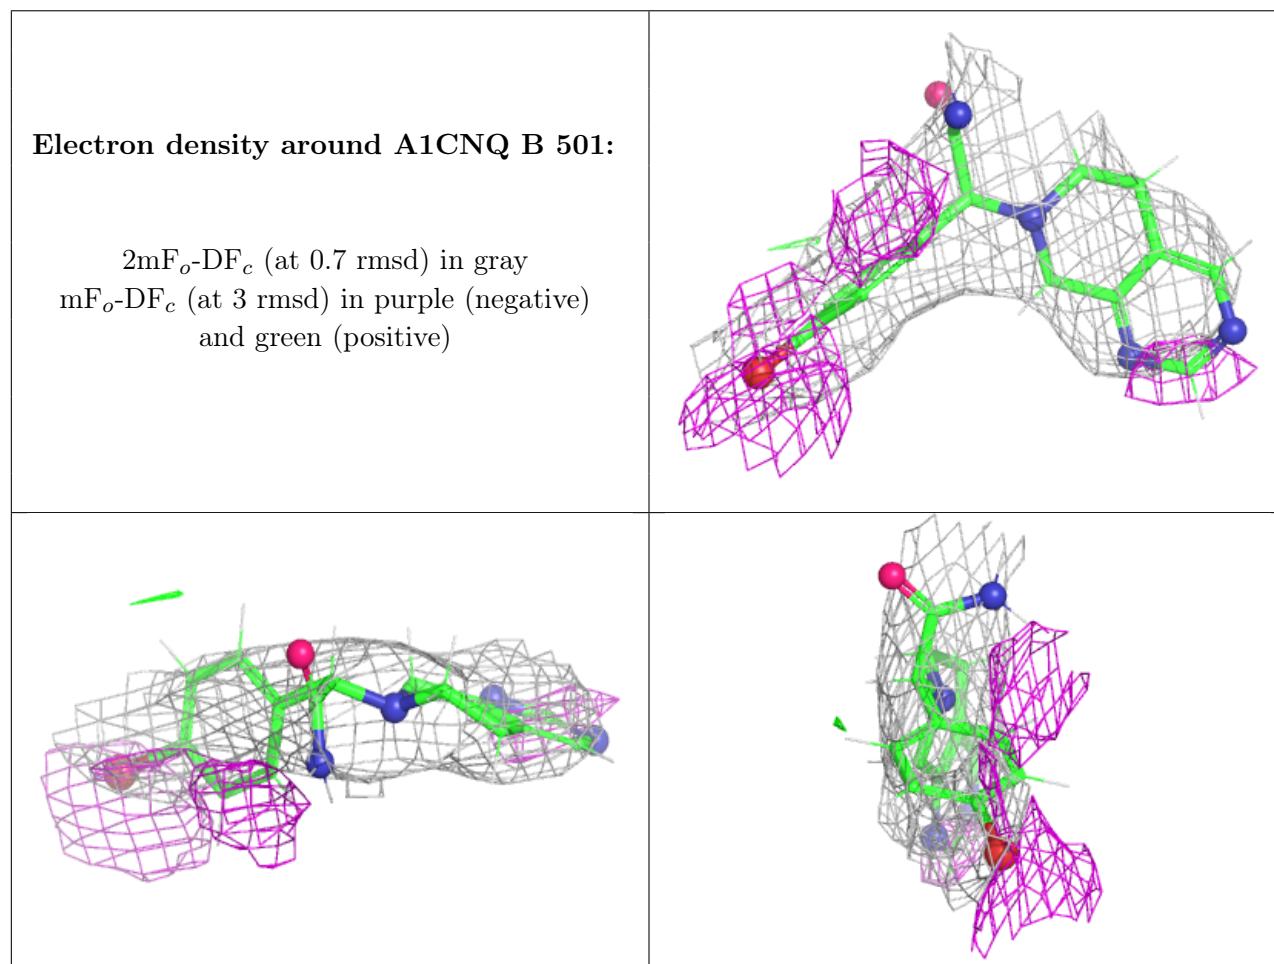 Electron density around A1CNQ B 501:
2mFo-DFc (at 0.7 rmsd) in gray
mFo-DFc (at 3 rmsd) in purple (negative)
and green (positive)